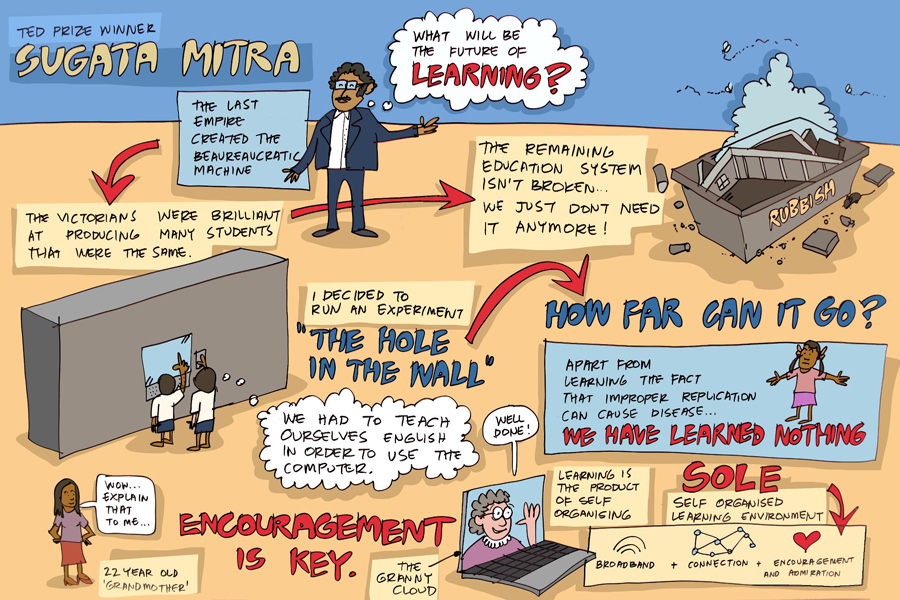 TED PRIZE WINNER
SUGATA MITRA
WHAT WILL BE
THE FUTURE OF
LEARNING?
THE LAST
EMPIRE
CREATED THE
BEAUREAUCRATIC
MACHINE
THE VICTORIANS WERE BRILLIANT
AT PRODUCING MANY STUDENTS
THAT WERE THE SAME.
THE REMAINING
EDUCATION SYSTEM
ISN'T BROKEN...
WE JUST DONT NEED
IT ANYMORE!
RUBBISH
I DECIDED TO
RUN AN EXPERIMENT
"THE HOLE
IN THE WALL"
WE HAD TO TEACH
OURSELVES ENGLISH
IN ORDER TO USE THE
COMPUTER.
HOW FAR CAN IT GO?
APART FROM
LEARNING THE FACT
THAT IMPROPER REPLICATION
CAN CAUSE DISEASE...
WE HAVE LEARNED NOTHING
WOW...
EXPLAIN
THAT
TO ME...
22 YEAR OLD
'GRANDMOTHER'
ENCOURAGEMENT
IS KEY.
WELL
DONE!
THE
GRANNY
CLOUD
LEARNING IS
THE PRODUCT
OF SELF
ORGANISING
SOLE
SELF ORGANISED
LEARNING ENVIRONMENT
BROADBAND + CONNECTION + ENCOURAGEMENT
AND ADMIRATION